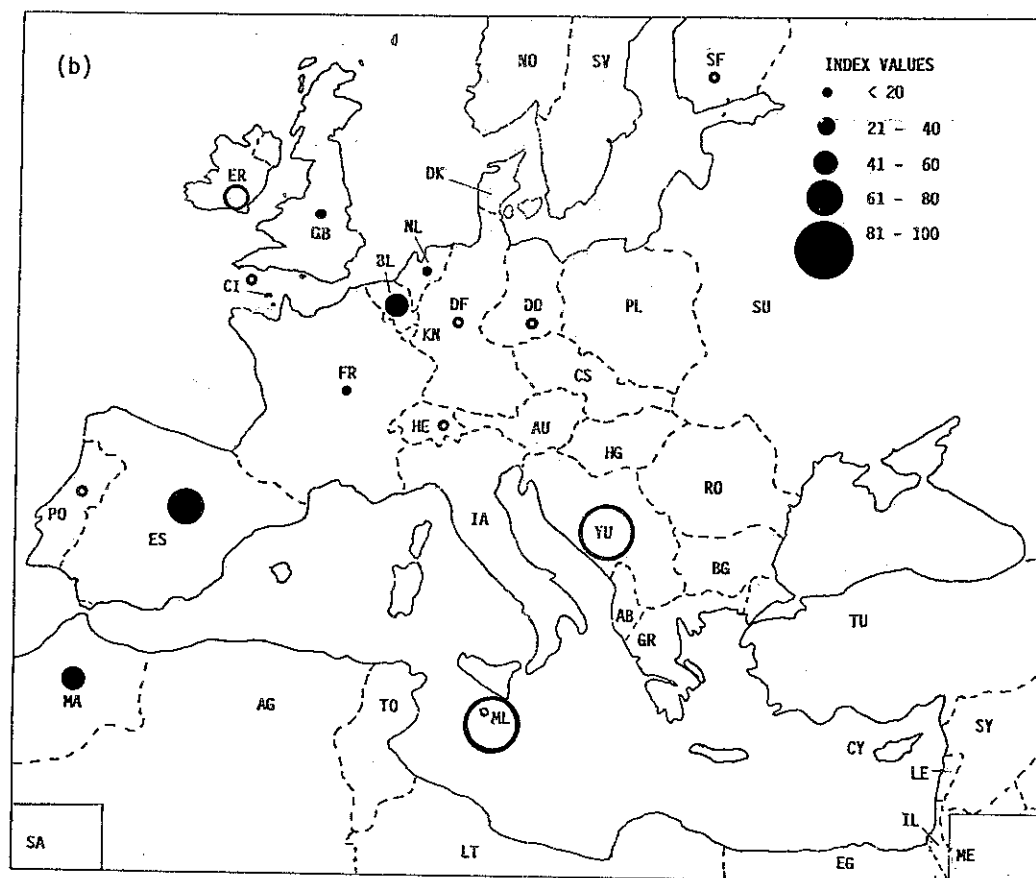 (b)
NO
SV
SF
INDEX VALUES
< 20
21 - 40
41 - 60
61 - 80
81 - 100
ER
DK
GB
NL
BL
CI
KN
DF
DD
PL
SU
FR
CS
HE
AU
HG
RO
PO
ES
IA
YU
BG
AB
GR
TU
MA
AG
TO
ML
CY
SY
LE
IL
SA
LT
EG
ME